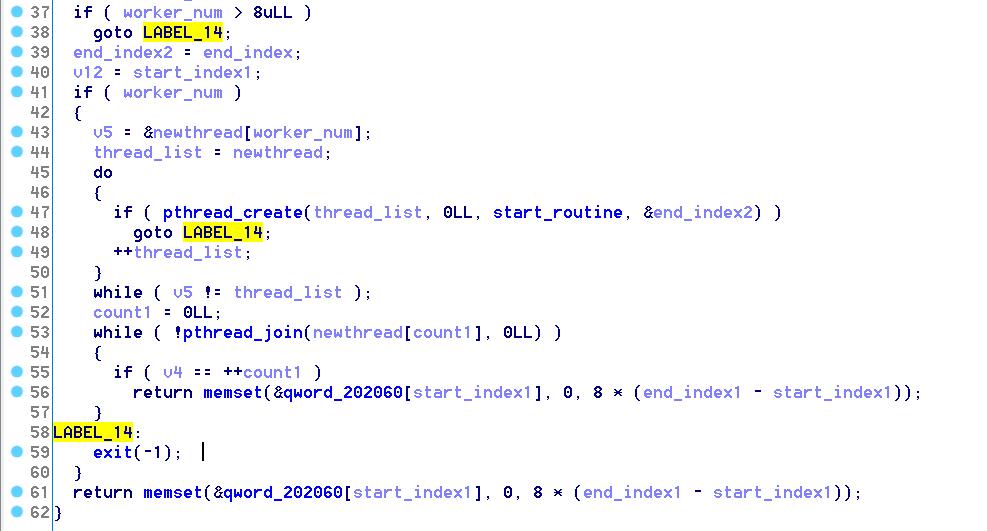 37 if ( worker_num > 8uLL )
38 goto LABEL_14;
39 end_index2 = end_index;
40 v12 = start_index1;
41 if ( worker_num )
42 {
43 v5 = &newthread[worker_num];
44 thread_list = newthread;
45 do
46 {
47 if ( pthread_create(thread_list, 0LL, start_routine, &end_index2) )
48 goto LABEL_14;
49 ++thread_list;
50 }
51 while ( v5 != thread_list );
52 count1 = 0LL;
53 while ( !pthread_join(newthread[count1], 0LL) )
54 {
55 if ( v4 == ++count1 )
56 return memset(&qword_202060[start_index1], 0, 8 * (end_index1 - start_index1));
57 }
58 LABEL_14:
59 exit(-1);
60 }
61 return memset(&qword_202060[start_index1], 0, 8 * (end_index1 - start_index1));
62 }